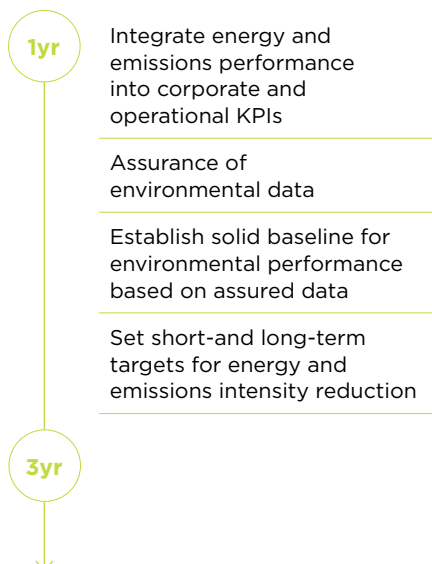 1yr
Integrate energy and
emissions performance
into corporate and
operational KPIs
Assurance of
environmental data
Establish solid baseline for
environmental performance
based on assured data
Set short-and long-term
targets for energy and
emissions intensity reduction
3yr